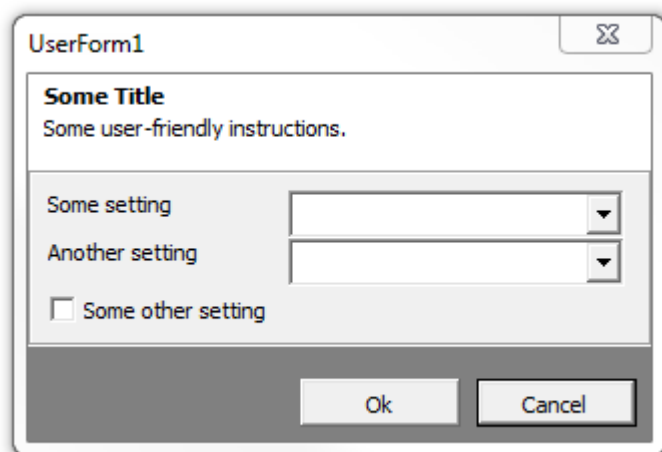 UserForm1
Some Title
Some user-friendly instructions.
Some setting
Another setting
Some other setting
Ok
Cancel